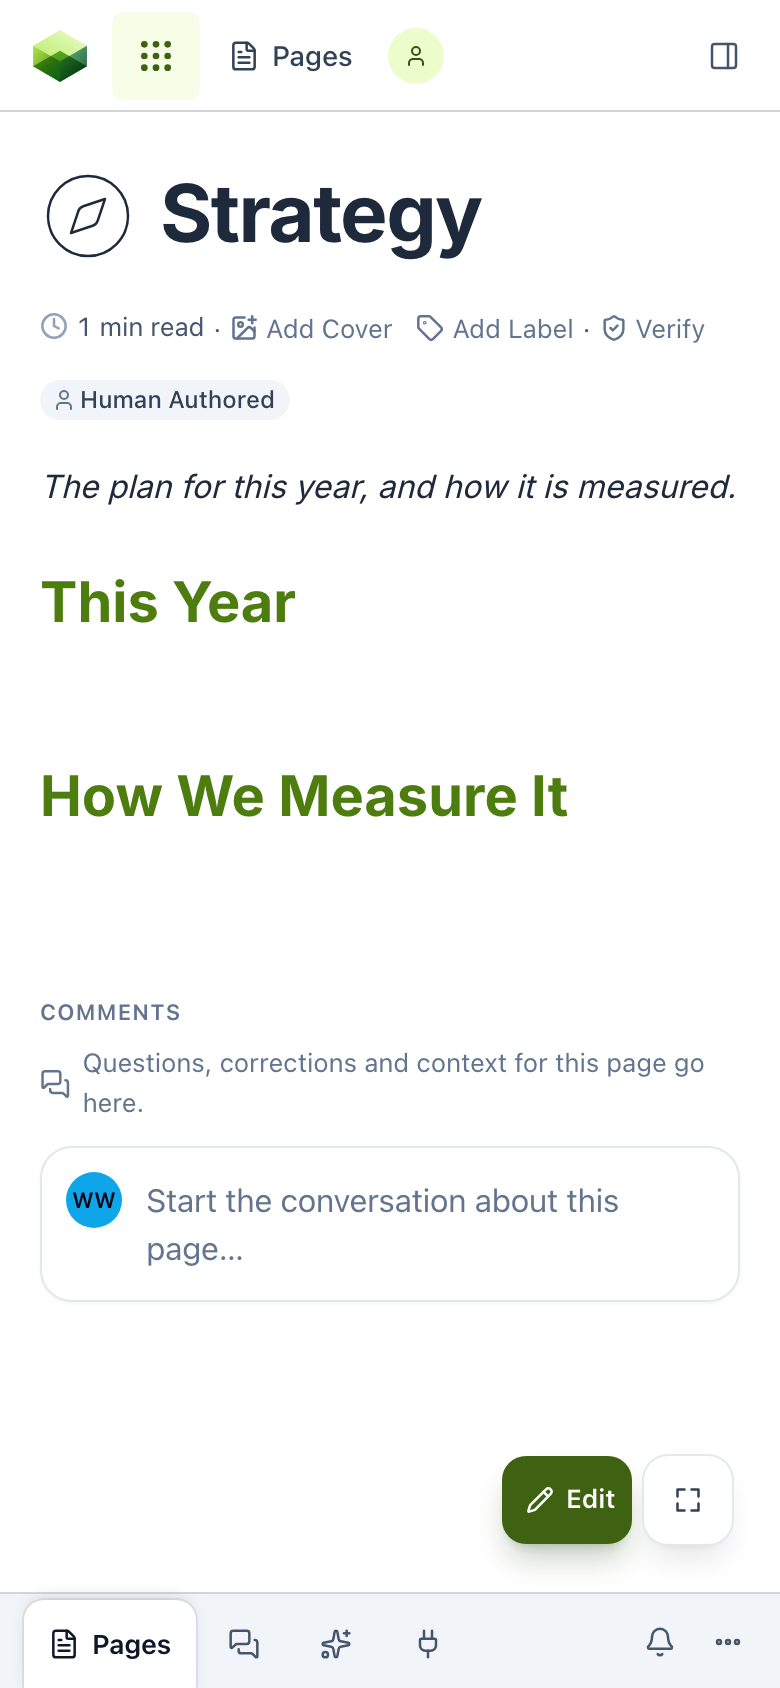 Pages
Strategy
1 min read · Add Cover Add Label · Verify
Human Authored
The plan for this year, and how it is measured.
This Year
How We Measure It
COMMENTS
Questions, corrections and context for this page go
here.
WW
Start the conversation about this
page...
Edit
Pages